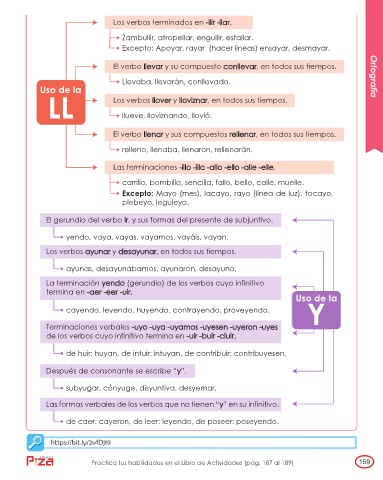 Los verbos terminados en -llir -llar.
Zambullir, atropellar, engullir, estallar.
Excepto: Apoyar, rayar (hacer líneas) ensayar, desmayar.
El verbo llevar y su compuesto conllevar, en todos sus tiempos.
Llevaba, llevarán, conllevado.
Uso de la
LL
Los verbos llover y lloviznar, en todos sus tiempos.
llueve, lloviznando, llovió.
El verbo llenar y sus compuestos rellenar, en todos sus tiempos.
relleno, llenaba, llenaron, rellenarán.
Las terminaciones -illo -illa -allo -ello -alle -elle.
carrillo, bombilla, sencilla, fallo, bello, calle, muelle.
Excepto: Mayo (mes), lacayo, rayo (línea de luz), tocayo,
plebeyo, leguleyo.
Ortografía
El gerundio del verbo ir, y sus formas del presente de subjuntivo.
yendo, vaya, vayas, vayamos, vayáis, vayan.
Los verbos ayunar y desayunar, en todos sus tiempos.
ayunas, desayunábamos, ayunaron, desayuno.
La terminación yendo (gerundio) de los verbos cuyo infinitivo
termina en -aer -eer -uir.
cayendo, leyendo, huyendo, contrayendo, proveyendo.
Uso de la
Y
Terminaciones verbales -uyo -uya -uyamos -uyesen -uyeron -uyes
de los verbos cuyo infinitivo termina en -uir -buir -cluir.
de huir: huyan, de intuir: intuyan, de contribuir: contribuyesen.
Después de consonante se escribe "y".
subyugar, cónyuge, disyuntiva, desyemar.
Las formas verbales de los verbos que no tienen "y" en su infinitivo.
de caer: cayeron, de leer: leyendo, de poseer: poseyendo.
Practica tus habilidades en el Libro de Actividades (pág. 187 al 189)
159